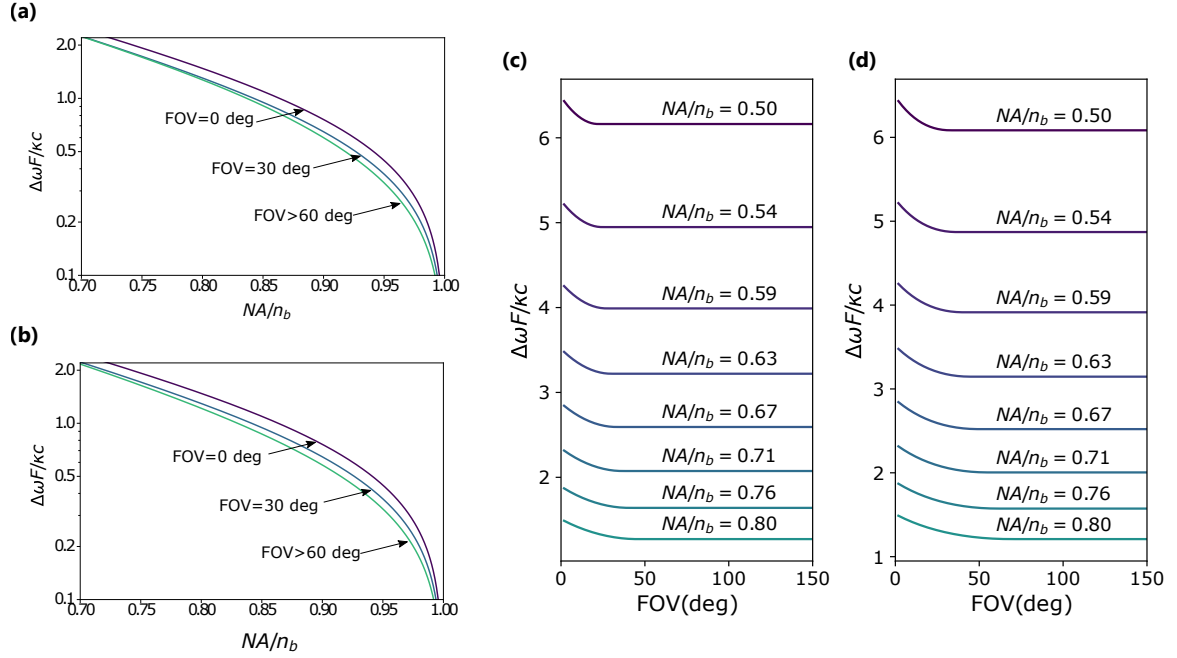 (a)
2.0
1.0
0.5
0.2
0.1
ΔωF/κc
FOV=0 deg
FOV=30 deg
FOV>60 deg
0.70 0.75 0.80 0.85 0.90 0.95 1.00
NA/n_b
(b)
2.0
1.0
0.5
0.2
0.1
ΔωF/κc
FOV=0 deg
FOV=30 deg
FOV>60 deg
0.70 0.75 0.80 0.85 0.90 0.95 1.00
NA/n_b
(c)
6
5
4
3
2
ΔωF/κc
NA/n_b = 0.50
NA/n_b = 0.54
NA/n_b = 0.59
NA/n_b = 0.63
NA/n_b = 0.67
NA/n_b = 0.71
NA/n_b = 0.76
NA/n_b = 0.80
0 50 100 150
FOV(deg)
(d)
6
5
4
3
2
1
ΔωF/κc
NA/n_b = 0.50
NA/n_b = 0.54
NA/n_b = 0.59
NA/n_b = 0.63
NA/n_b = 0.67
NA/n_b = 0.71
NA/n_b = 0.76
NA/n_b = 0.80
0 50 100 150
FOV(deg)